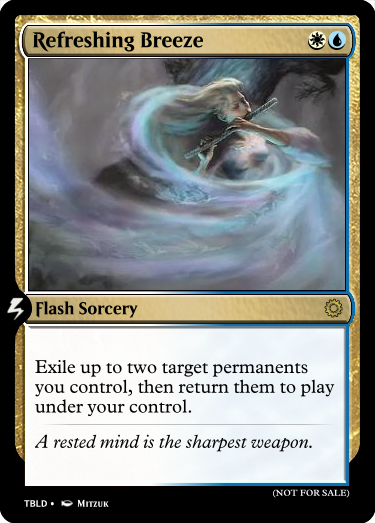 Refreshing Breeze
Flash Sorcery
Exile up to two target permanents
you control, then return them to play
under your control.
A rested mind is the sharpest weapon.
(NOT FOR SALE)
TBLD • Mitzuk